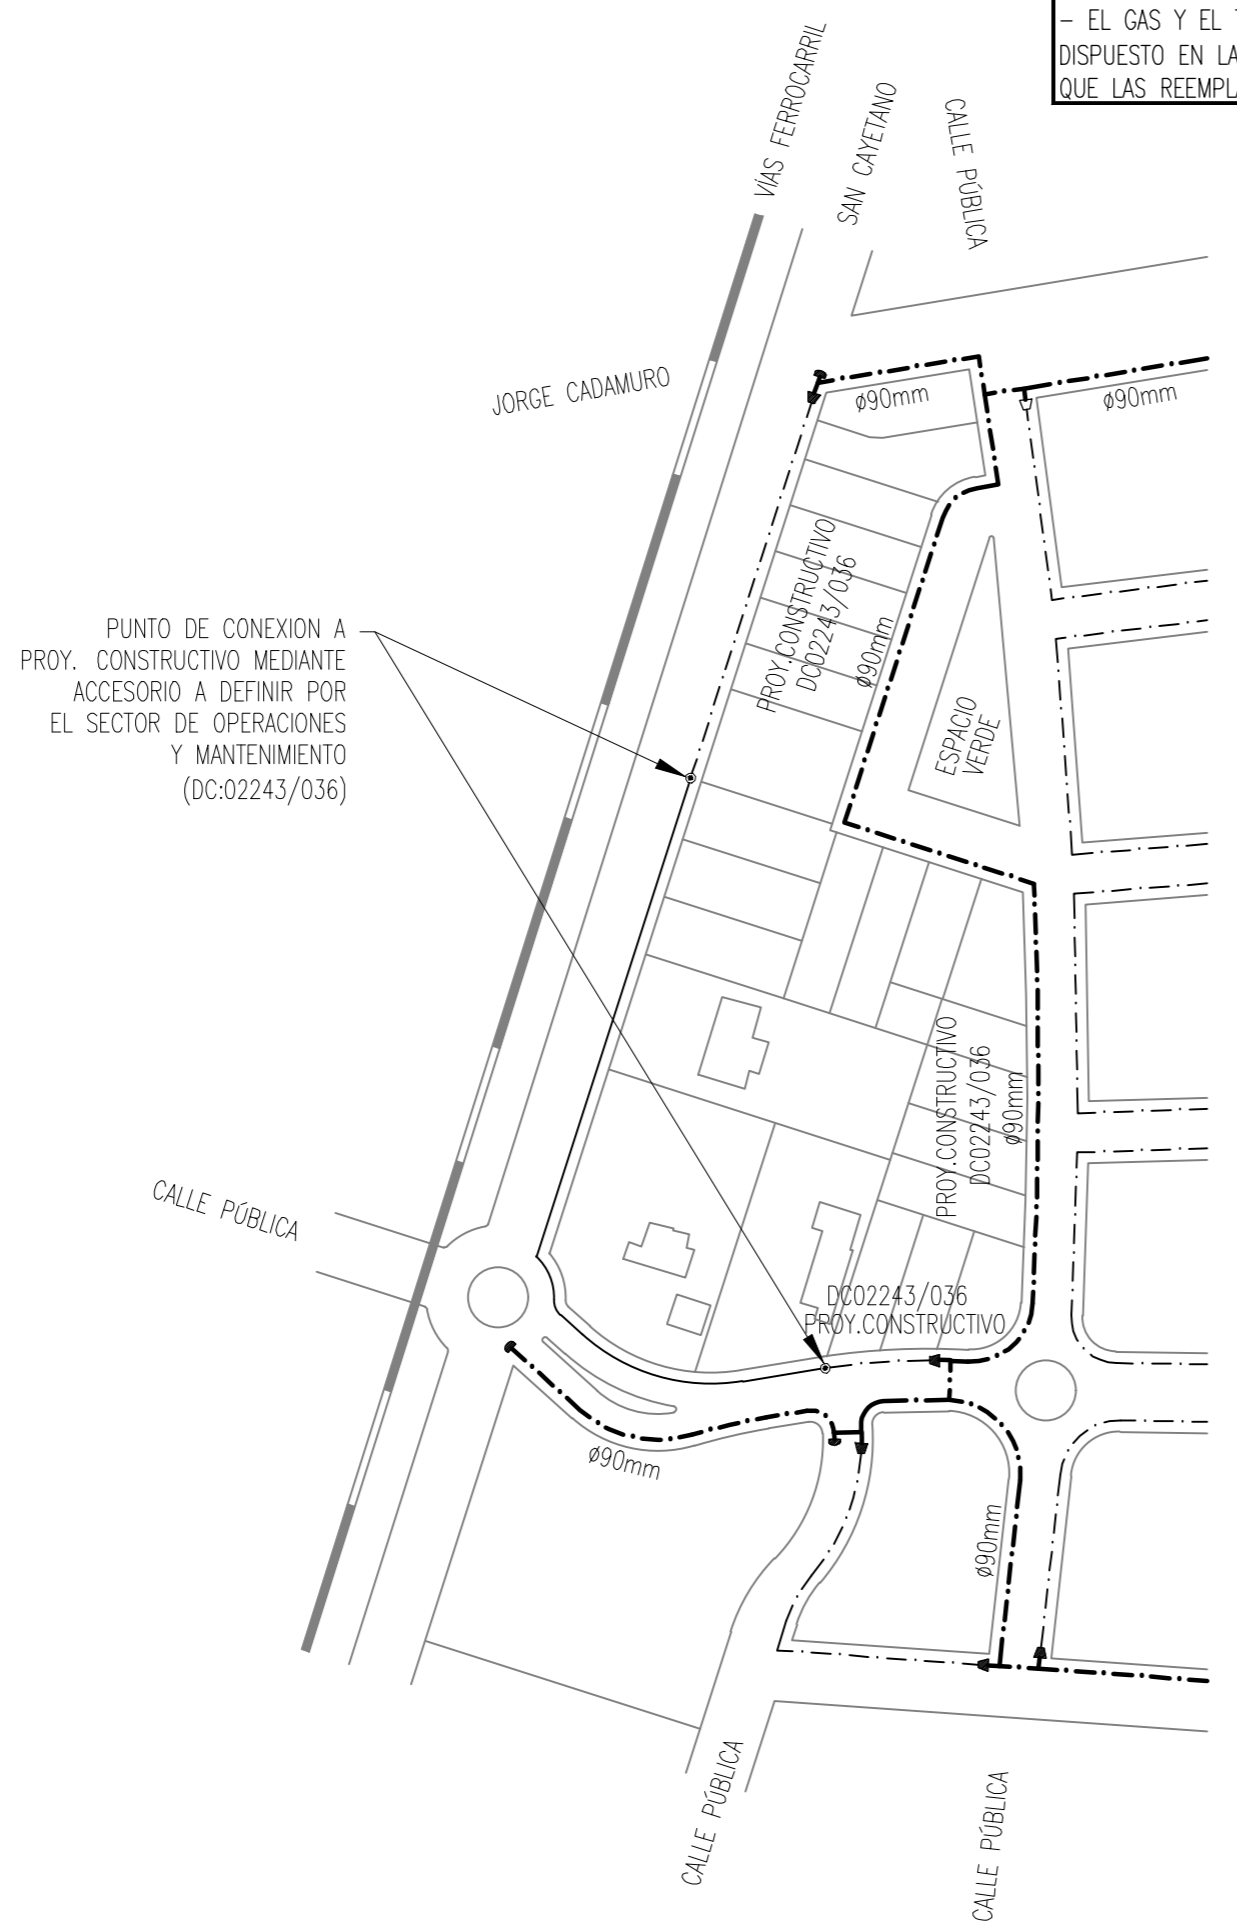 – EL GAS Y EL
DISPUESTO EN LA
QUE LAS
VÍAS FERROCARRIL
SAN CAYETANO
CALLE PÚBLICA
JORGE CADAMURO
ø90mm
ø90mm
PROY.CONSTRUCTIVO
DC02243/036
ø90mm
PUNTO DE CONEXION A
PROY. CONSTRUCTIVO MEDIANTE
ACCESORIO A DEFINIR POR
EL SECTOR DE OPERACIONES
Y MANTENIMIENTO
(DC:02243/036)
ESPACIO
VERDE
PROY.CONSTRUCTIVO
DC02243/036
ø90mm
CALLE PÚBLICA
DC02243/036
PROY.CONSTRUCTIVO
ø90mm
ø90mm
CALLE PÚBLICA
CALLE PÚBLICA